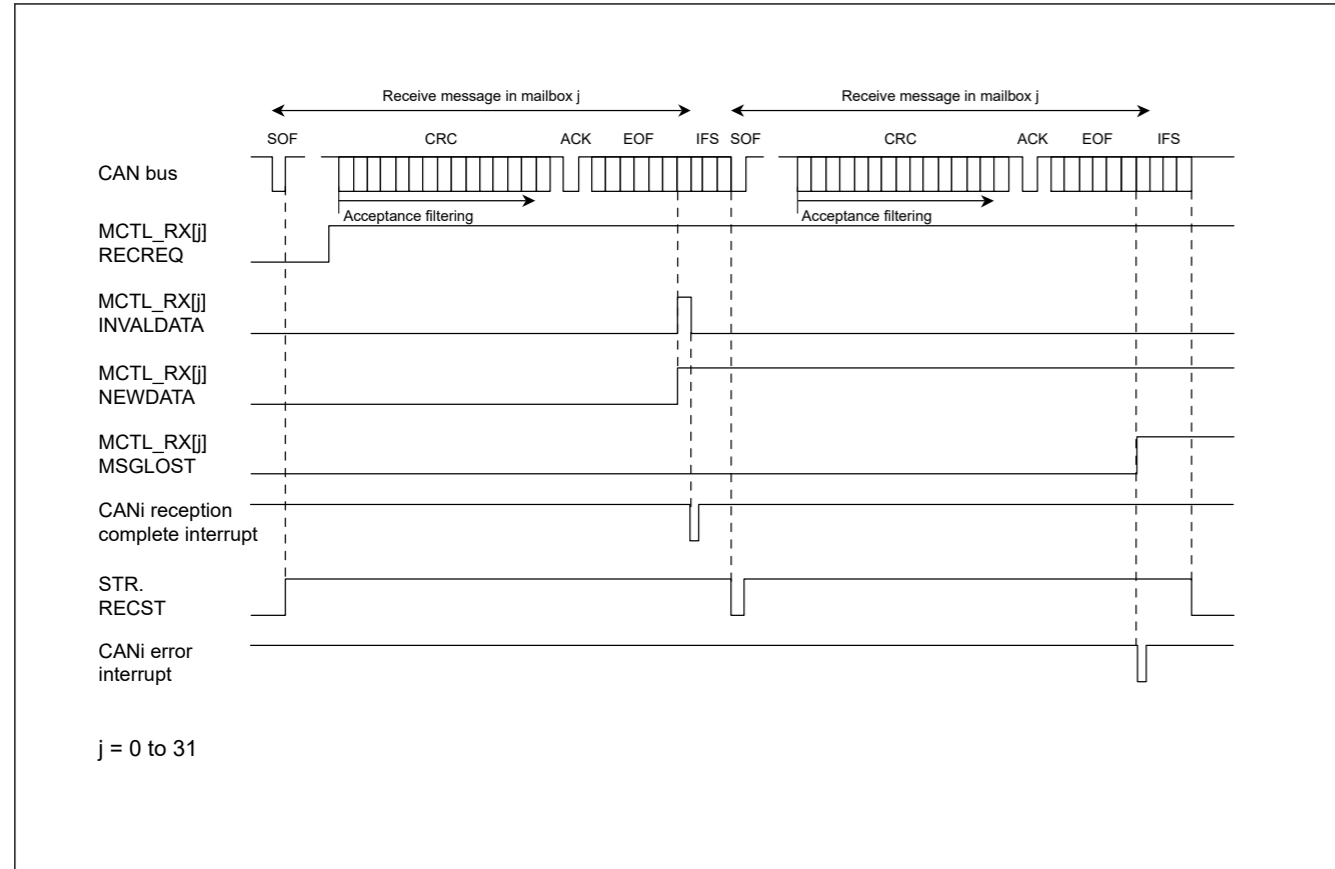 Receive message in mailbox j Receive message in mailbox j
SOF CRC ACK EOF IFS SOF CRC ACK EOF IFS
CAN bus
Acceptance filtering Acceptance filtering
MCTL_RX[j]
RECREQ
MCTL_RX[j]
INVALDATA
MCTL_RX[j]
NEWDATA
MCTL_RX[j]
MSGLOST
CANi reception
complete interrupt
STR.
RECST
CANi error
interrupt
j = 0 to 31